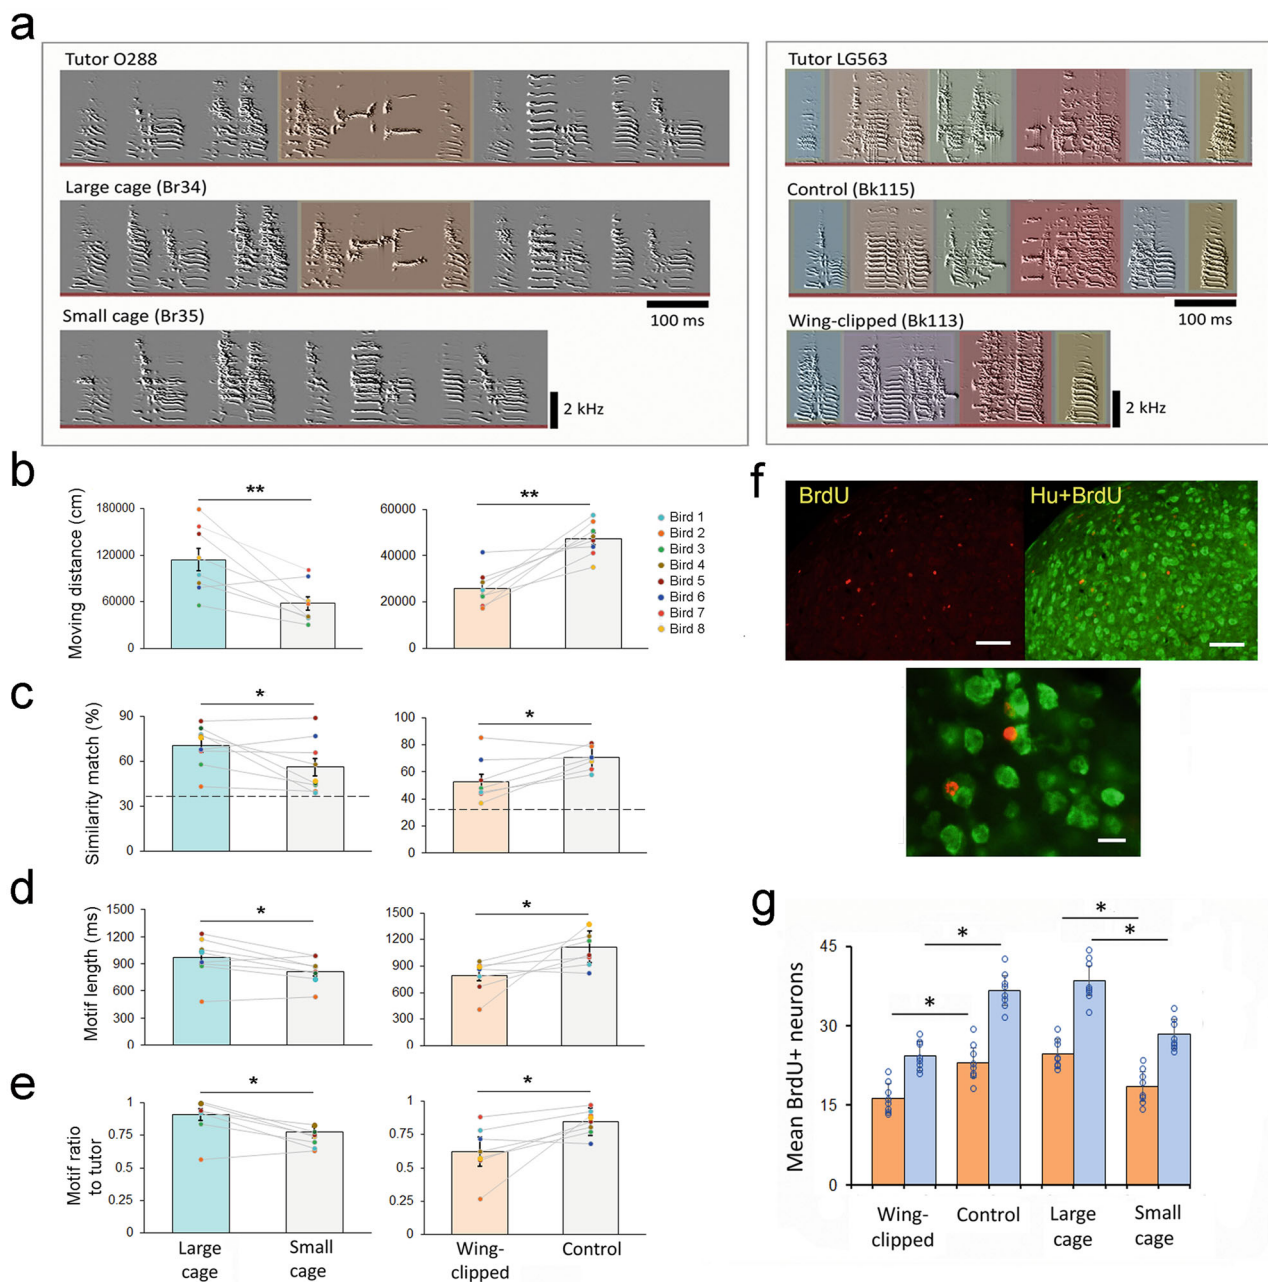 a
Tutor O288
Large cage (Br34)
100 ms
Small cage (Br35)
2 kHz
Tutor LG563
Control (Bk115)
100 ms
Wing-clipped (Bk113)
2 kHz
b
Moving distance (cm)
180000
120000
60000
0
**
60000
40000
20000
0
**
Bird 1
Bird 2
Bird 3
Bird 4
Bird 5
Bird 6
Bird 7
Bird 8
c
Similarity match (%)
90
60
30
0
*
100
80
60
40
20
0
*
d
Motif length (ms)
1500
1200
900
600
300
0
*
1500
1200
900
600
300
0
*
e
Motif ratio
to tutor
1
0.75
0.5
0.25
0
*
1
0.75
0.5
0.25
0
*
Large
cage
Small
cage
Wing-
clipped
Control
f
BrdU
Hu+BrdU
g
Mean BrdU+ neurons
45
30
15
0
*
*
*
*
Wing-
clipped
Control
Large
cage
Small
cage